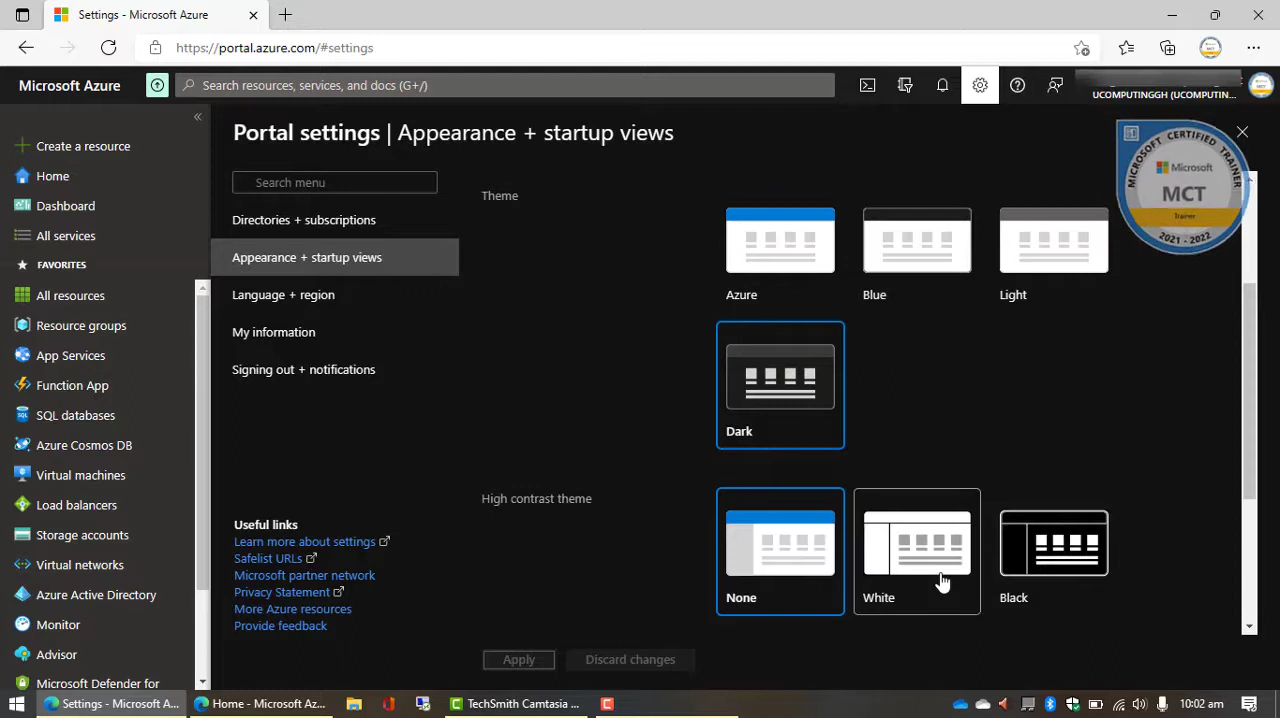 Settings - Microsoft Azure
https://portal.azure.com/#settings
Microsoft Azure
Search resources, services, and docs (G+/)
UCOMPUTINGGH (UCOMPUTIN...
Create a resource
Home
Dashboard
All services
FAVORITES
All resources
Resource groups
App Services
Function App
SQL databases
Azure Cosmos DB
Virtual machines
Load balancers
Storage accounts
Virtual networks
Azure Active Directory
Monitor
Advisor
Microsoft Defender for
Portal settings | Appearance + startup views
Search menu
Directories + subscriptions
Appearance + startup views
Language + region
My information
Signing out + notifications
Useful links
Learn more about settings
Safelist URLs
Microsoft partner network
Privacy Statement
More Azure resources
Provide feedback
Theme
Azure
Blue
Light
Dark
High contrast theme
None
White
Black
Apply
Discard changes
MICROSOFT CERTIFIED TRAINER
Microsoft
MCT
Trainer
2021 - 2022
Settings - Microsoft A...
Home - Microsoft Az...
TechSmith Camtasia ...
10:02 am